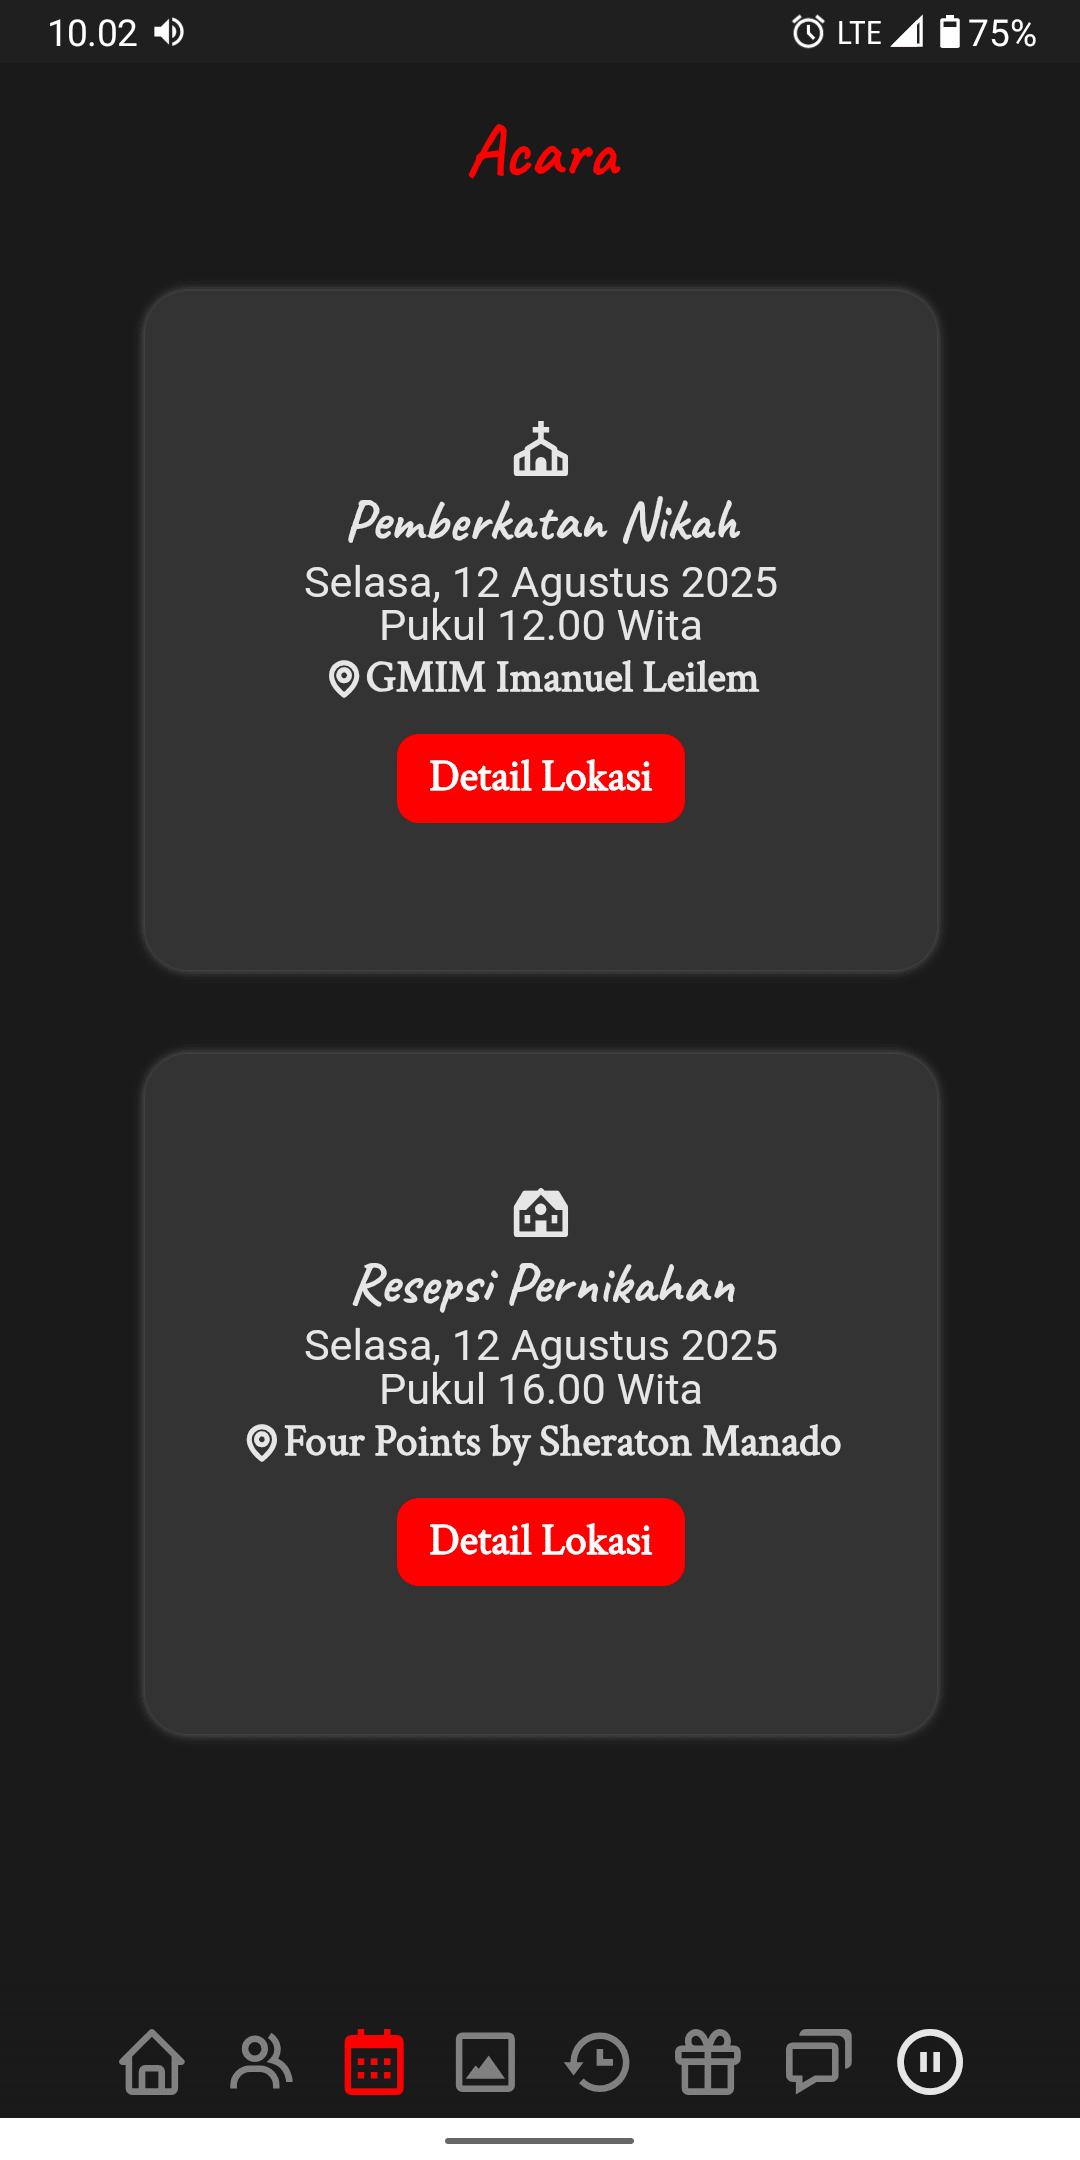 10.02
LTE 75%
Acara
Pemberkatan Nikah
Selasa, 12 Agustus 2025
Pukul 12.00 Wita
GMIM Imanuel Leilem
Detail Lokasi
Resepsi Pernikahan
Selasa, 12 Agustus 2025
Pukul 16.00 Wita
Four Points by Sheraton Manado
Detail Lokasi